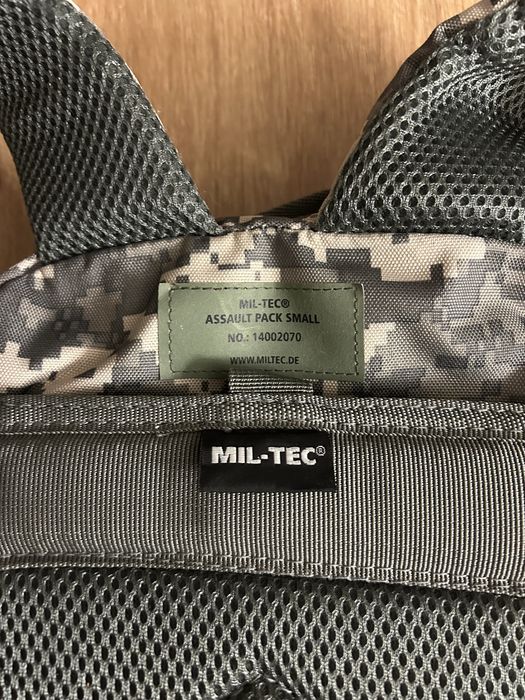 MIL-TEC®
ASSAULT PACK SMALL
NO.: 14002070
WWW.MILTEC.DE
MIL-TEC®